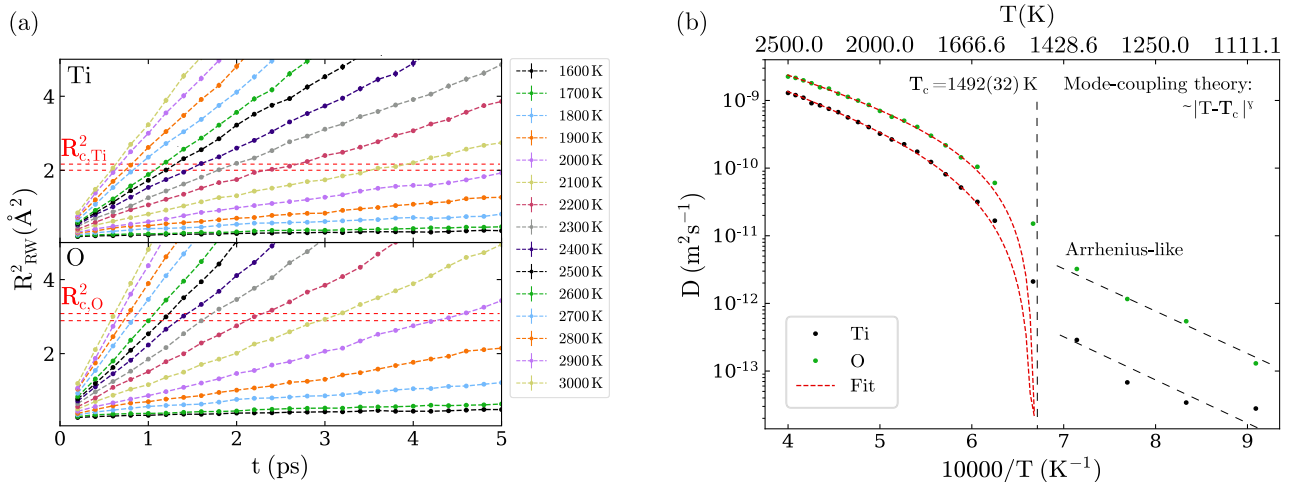 (a)
Ti
4
R²c,Ti
2
O
4
R²c,O
2
R²RW (Å²)
0
1
2
3
4
5
t (ps)
1600 K
1700 K
1800 K
1900 K
2000 K
2100 K
2200 K
2300 K
2400 K
2500 K
2600 K
2700 K
2800 K
2900 K
3000 K
(b)
T(K)
2500.0
2000.0
1666.6
1428.6
1250.0
1111.1
Tc =1492(32) K
Mode-coupling theory:
~|T-Tc|γ
Arrhenius-like
10⁻⁹
10⁻¹⁰
10⁻¹¹
10⁻¹²
10⁻¹³
D (m²s⁻¹)
Ti
O
Fit
4
5
6
7
8
9
10000/T (K⁻¹)